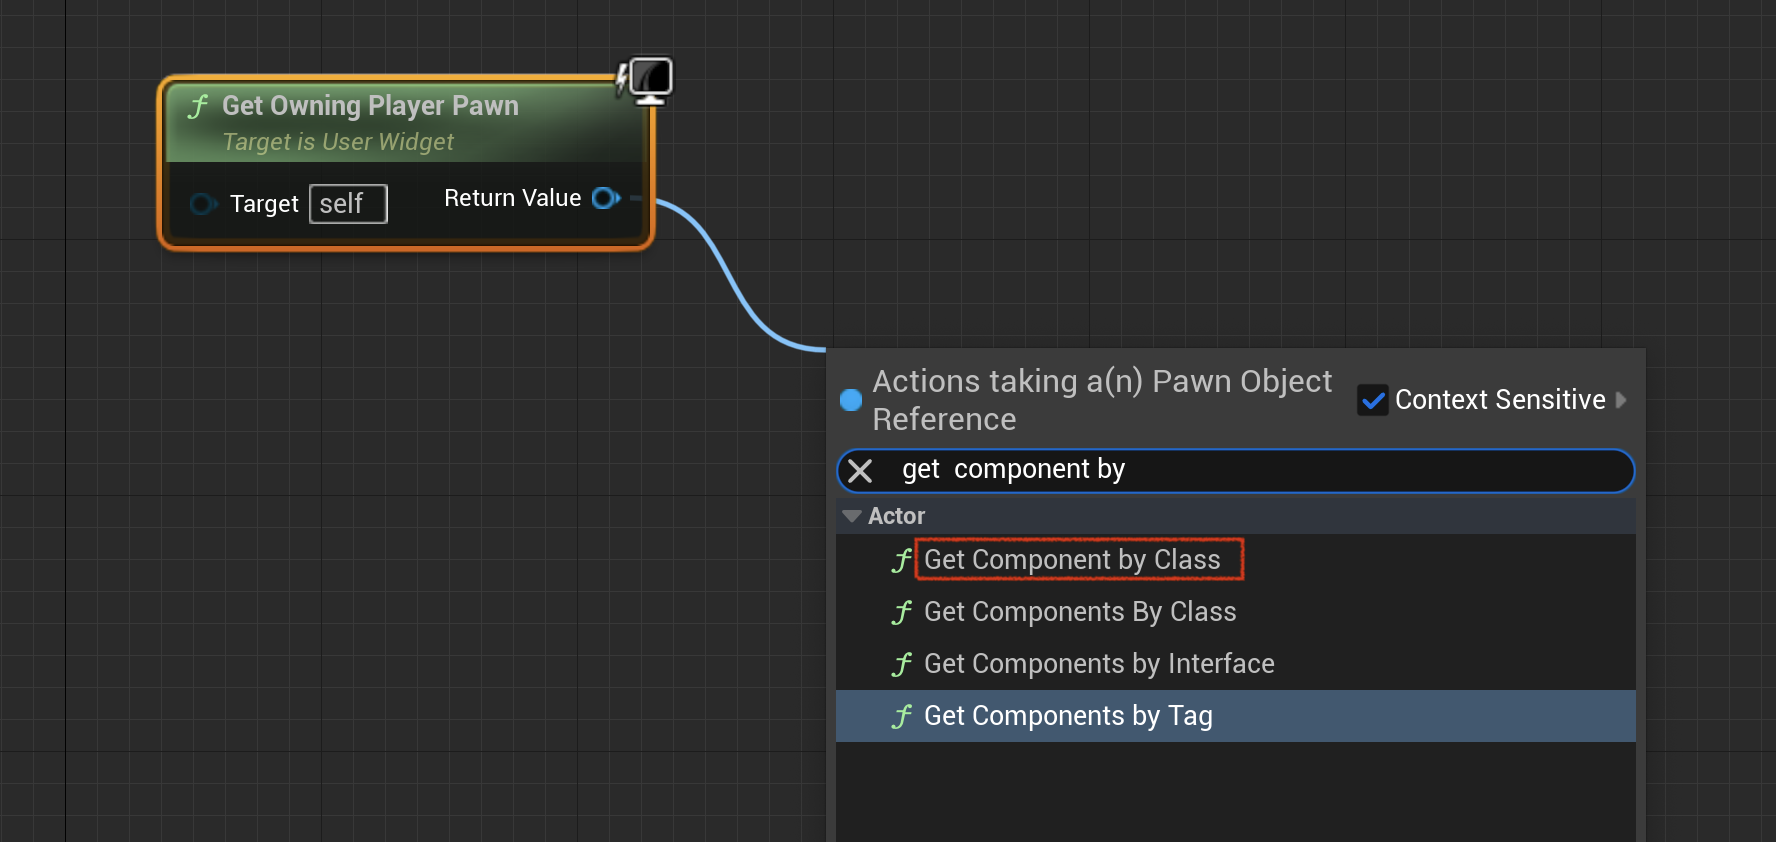 f Get Owning Player Pawn
Target is User Widget
Target self Return Value
Actions taking a(n) Pawn Object
Reference
Context Sensitive
get  component by
Actor
f Get Component by Class
f Get Components By Class
f Get Components by Interface
f Get Components by Tag